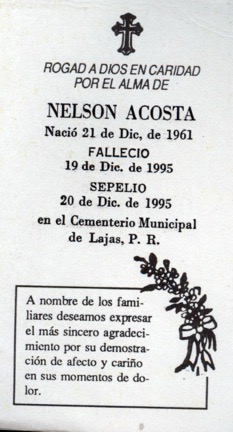 ROGAD A DIOS EN CARIDAD
POR EL ALMA DE
NELSON ACOSTA
Nació 21 de Dic, de 1961
FALLECIO
19 de Dic. de 1995
SEPELIO
20 de Dic. de 1995
en el Cementerio Municipal
de Lajas, P. R.
A nombre de los fami-
liares deseamos expresar
el más sincero agradeci-
miento por su demostra-
ción de afecto y cariño
en sus momentos de do-
lor.